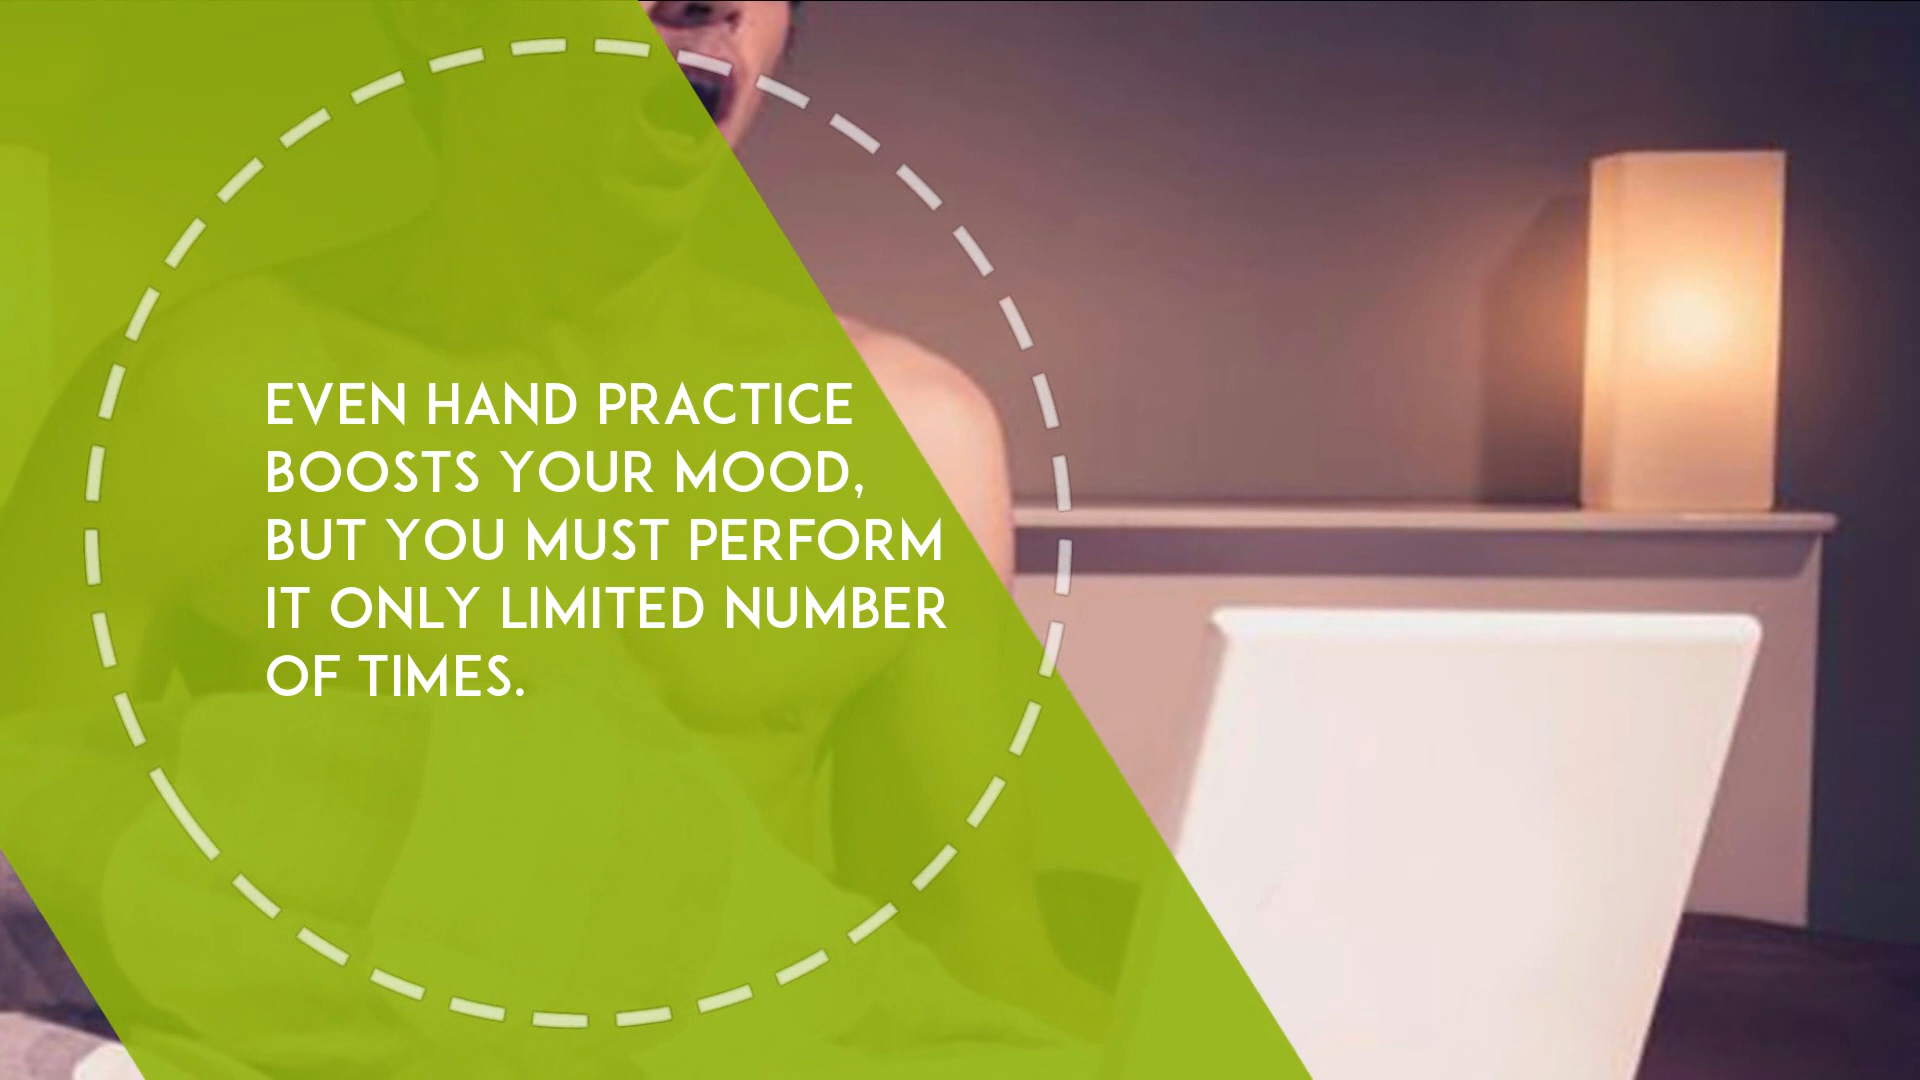 EVEN HAND PRACTICE
BOOSTS YOUR MOOD,
BUT YOU MUST PERFORM
IT ONLY LIMITED NUMBER
OF TIMES.